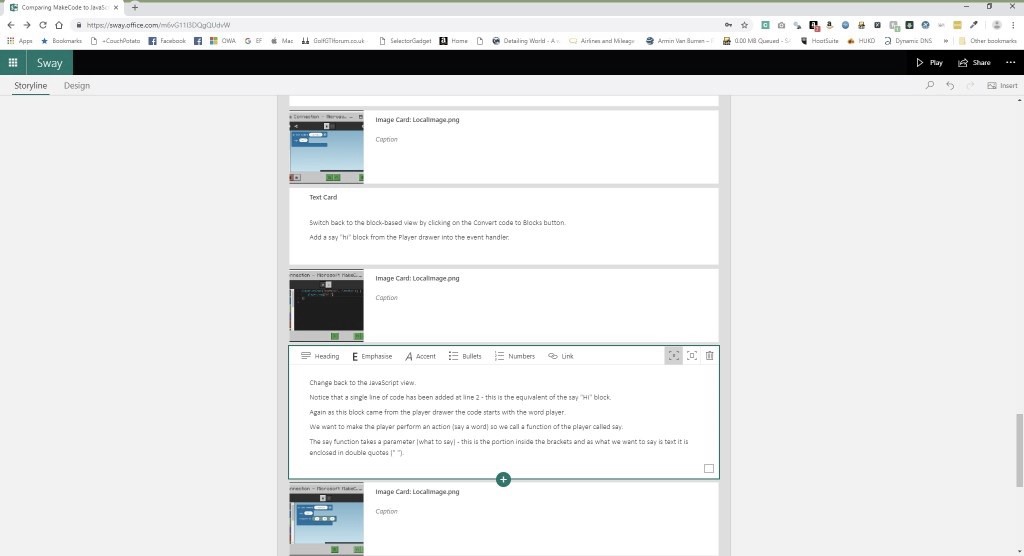 Comparing MakeCode to JavaS
https://sway.office.com/m6vG11I3DQgQUdvW
Apps
Bookmarks
CouchPotato
Facebook
OWA
EF
Mac
GolfGTIforum.co.uk
SelectorGadget
Home
Detailing World - A
Airlines and Mileage
Armin Van Buuren -
0.00 MB Queued - S
HootSuite
HUKD
Dynamic DNS
Other bookmarks
Sway
Play
Share
Storyline
Design
Insert
Image Card: LocalImage.png
Caption
Text Card
Switch back to the block-based view by clicking on the Convert code to Blocks button.
Add a say "hi" block from the Player drawer into the event handler.
Image Card: LocalImage.png
Caption
Heading
Emphasise
Accent
Bullets
Numbers
Link
Change back to the JavaScript view.
Notice that a single line of code has been added at line 2 - this is the equivalent of the say "Hi" block.
Again as this block came from the player drawer the code starts with the word player.
We want to make the player perform an action (say a word) so we call a function of the player called say.
The say function takes a parameter (what to say) - this is the portion inside the brackets and as what we want to say is text it is
enclosed in double quotes (" ").
Image Card: LocalImage.png
Caption